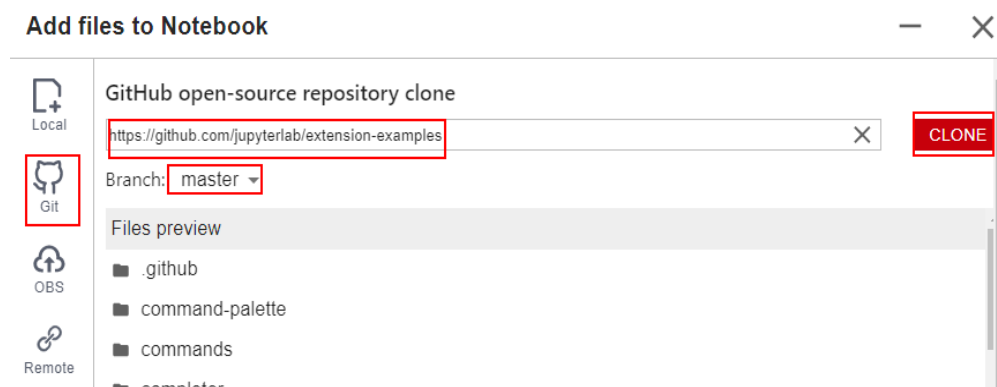 Add files to Notebook
Local
Git
OBS
Remote
GitHub open-source repository clone
https://github.com/jupyterlab/extension-examples
CLONE
Branch: master
Files preview
.github
command-palette
commands